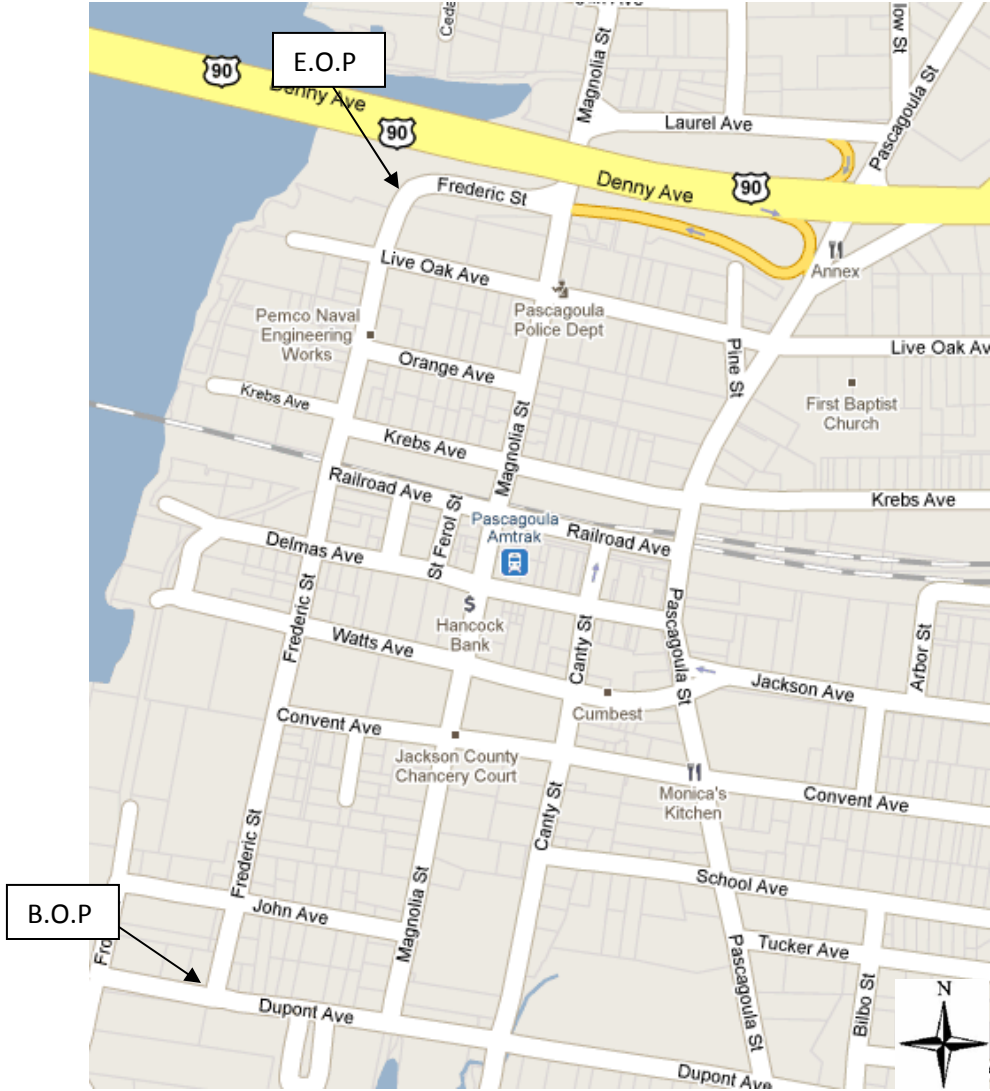 Ceda
Magnolia St
low St
Pascagoula St
E.O.P
90
Denny Ave
90
Laurel Ave
Denny Ave
90
Frederic St
Live Oak Ave
Annex
Pascagoula
Police Dept
Pemco Naval
Engineering
Works
Pine St
Live Oak Av
Orange Ave
Krebs Ave
First Baptist
Church
Magnolia St
Krebs Ave
Railroad Ave
Krebs Ave
St Ferol St
Pascagoula
Amtrak
Railroad Ave
Delmas Ave
$
Hancock
Bank
Frederic St
Watts Ave
Canty St
Pascagoula St
Arbor St
Jackson Ave
Cumbest
Convent Ave
Jackson County
Chancery Court
Monica's
Kitchen
Convent Ave
Canty St
Frederic St
School Ave
Magnolia St
B.O.P
John Ave
Fro
Tucker Ave
Pascagoula St
Bilbo St
N
Dupont Ave
Dupont Ave